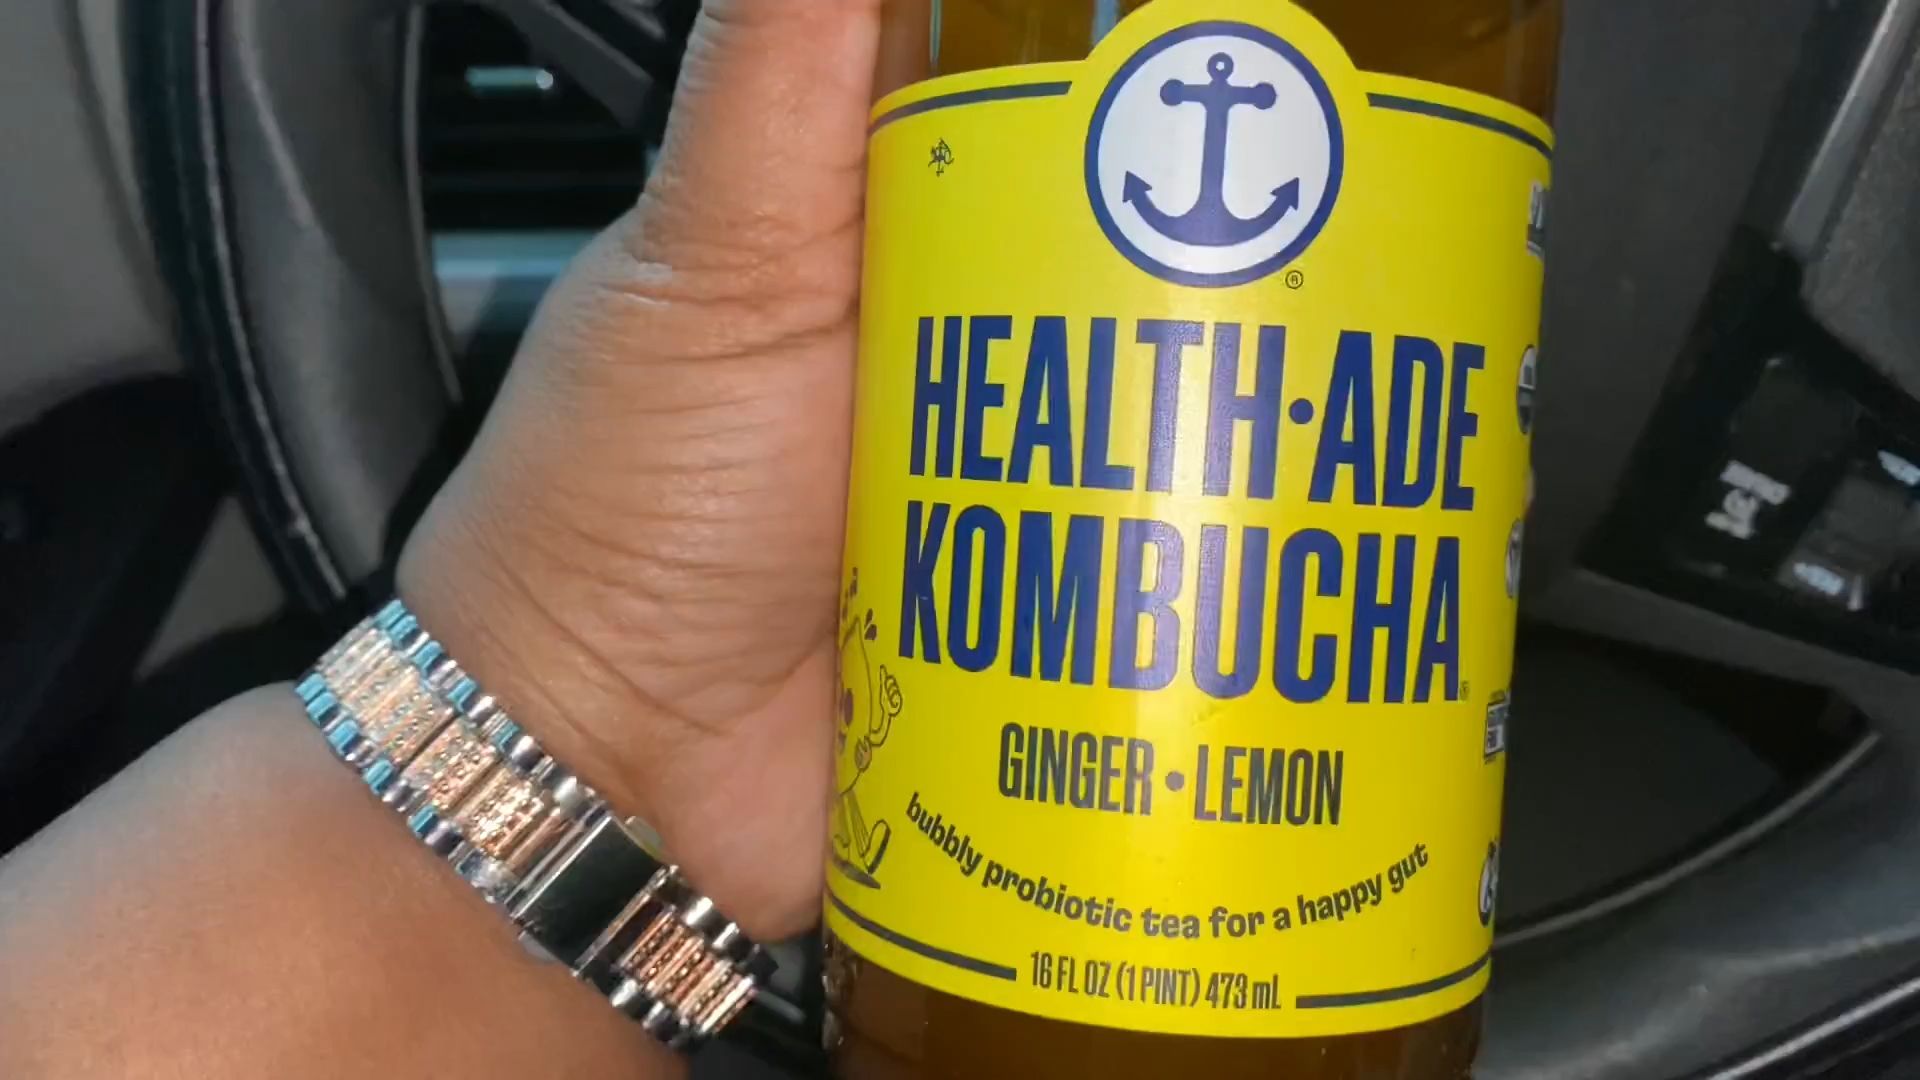 HEALTH·ADE
KOMBUCHA
GINGER · LEMON
bubbly probiotic tea for a happy gut
16 FL OZ (1 PINT) 473 mL